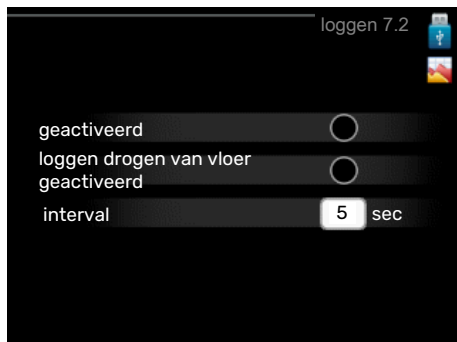 loggen 7.2
geactiveerd
loggen drogen van vloer
geactiveerd
interval 5 sec